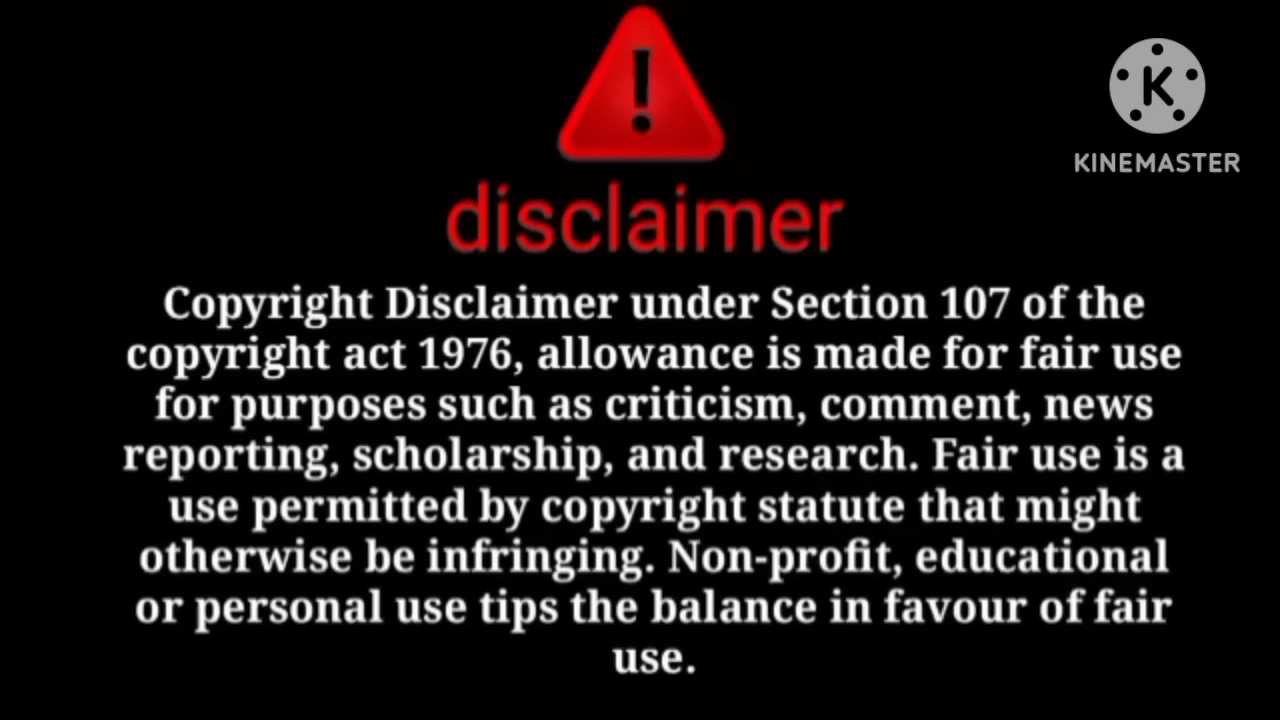 !
K
KINEMASTER
disclaimer
Copyright Disclaimer under Section 107 of the
copyright act 1976, allowance is made for fair use
for purposes such as criticism, comment, news
reporting, scholarship, and research. Fair use is a
use permitted by copyright statute that might
otherwise be infringing. Non-profit, educational
or personal use tips the balance in favour of fair
use.